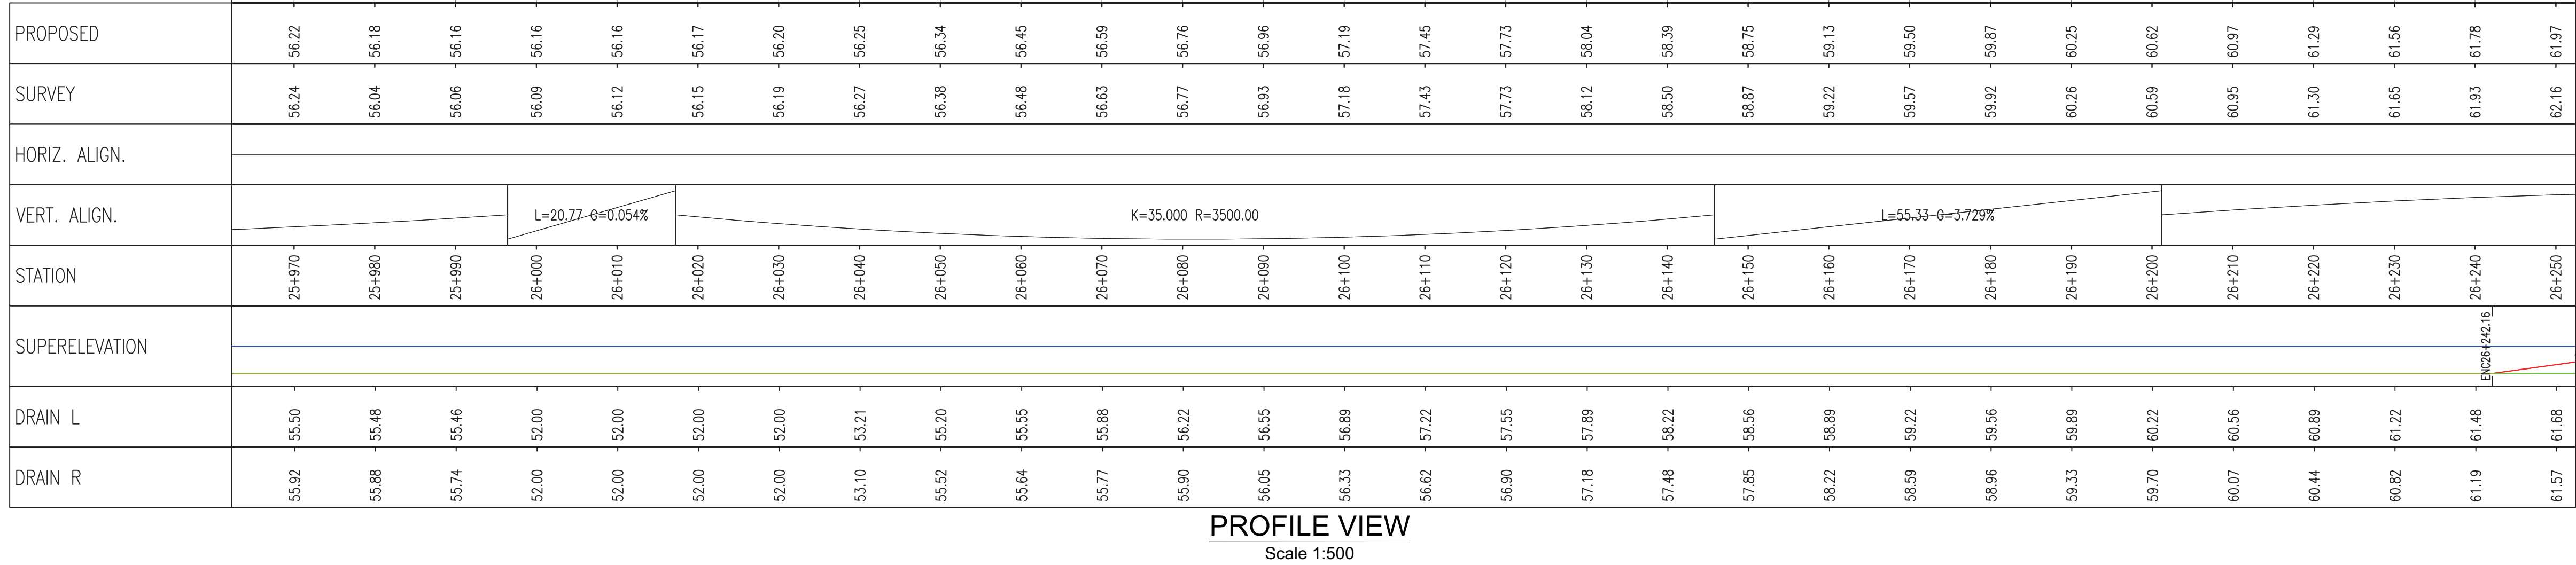 PROPOSED 56.22 56.18 56.16 56.16 56.16 56.17 56.20 56.25 56.34 56.45 56.59 56.76 56.96 57.19 57.45 57.73 58.04 58.39 58.75 59.13 59.50 59.87 60.25 60.62 60.97 61.29 61.56 61.78 61.97
SURVEY 56.24 56.04 56.06 56.09 56.12 56.15 56.19 56.27 56.38 56.48 56.63 56.77 56.93 57.18 57.43 57.73 58.12 58.50 58.87 59.22 59.57 59.92 60.26 60.59 60.95 61.30 61.65 61.93 62.16
HORIZ. ALIGN.
VERT. ALIGN. L=20.77 G=0.054% K=35.000 R=3500.00 L=55.33 G=3.729%
STATION 25+970 25+980 25+990 26+000 26+010 26+020 26+030 26+040 26+050 26+060 26+070 26+080 26+090 26+100 26+110 26+120 26+130 26+140 26+150 26+160 26+170 26+180 26+190 26+200 26+210 26+220 26+230 26+240 26+250
SUPERELEVATION ENC26+242.16
DRAIN L 55.50 55.48 55.46 52.00 52.00 52.00 52.00 53.21 55.20 55.55 55.88 56.22 56.55 56.89 57.22 57.55 57.89 58.22 58.56 58.89 59.22 59.56 59.89 60.22 60.56 60.89 61.22 61.48 61.68
DRAIN R 55.92 55.88 55.74 52.00 52.00 52.00 52.00 53.10 55.52 55.64 55.77 55.90 56.05 56.33 56.62 56.90 57.18 57.48 57.85 58.22 58.59 58.96 59.33 59.70 60.07 60.44 60.82 61.19 61.57
PROFILE VIEW
Scale 1:500